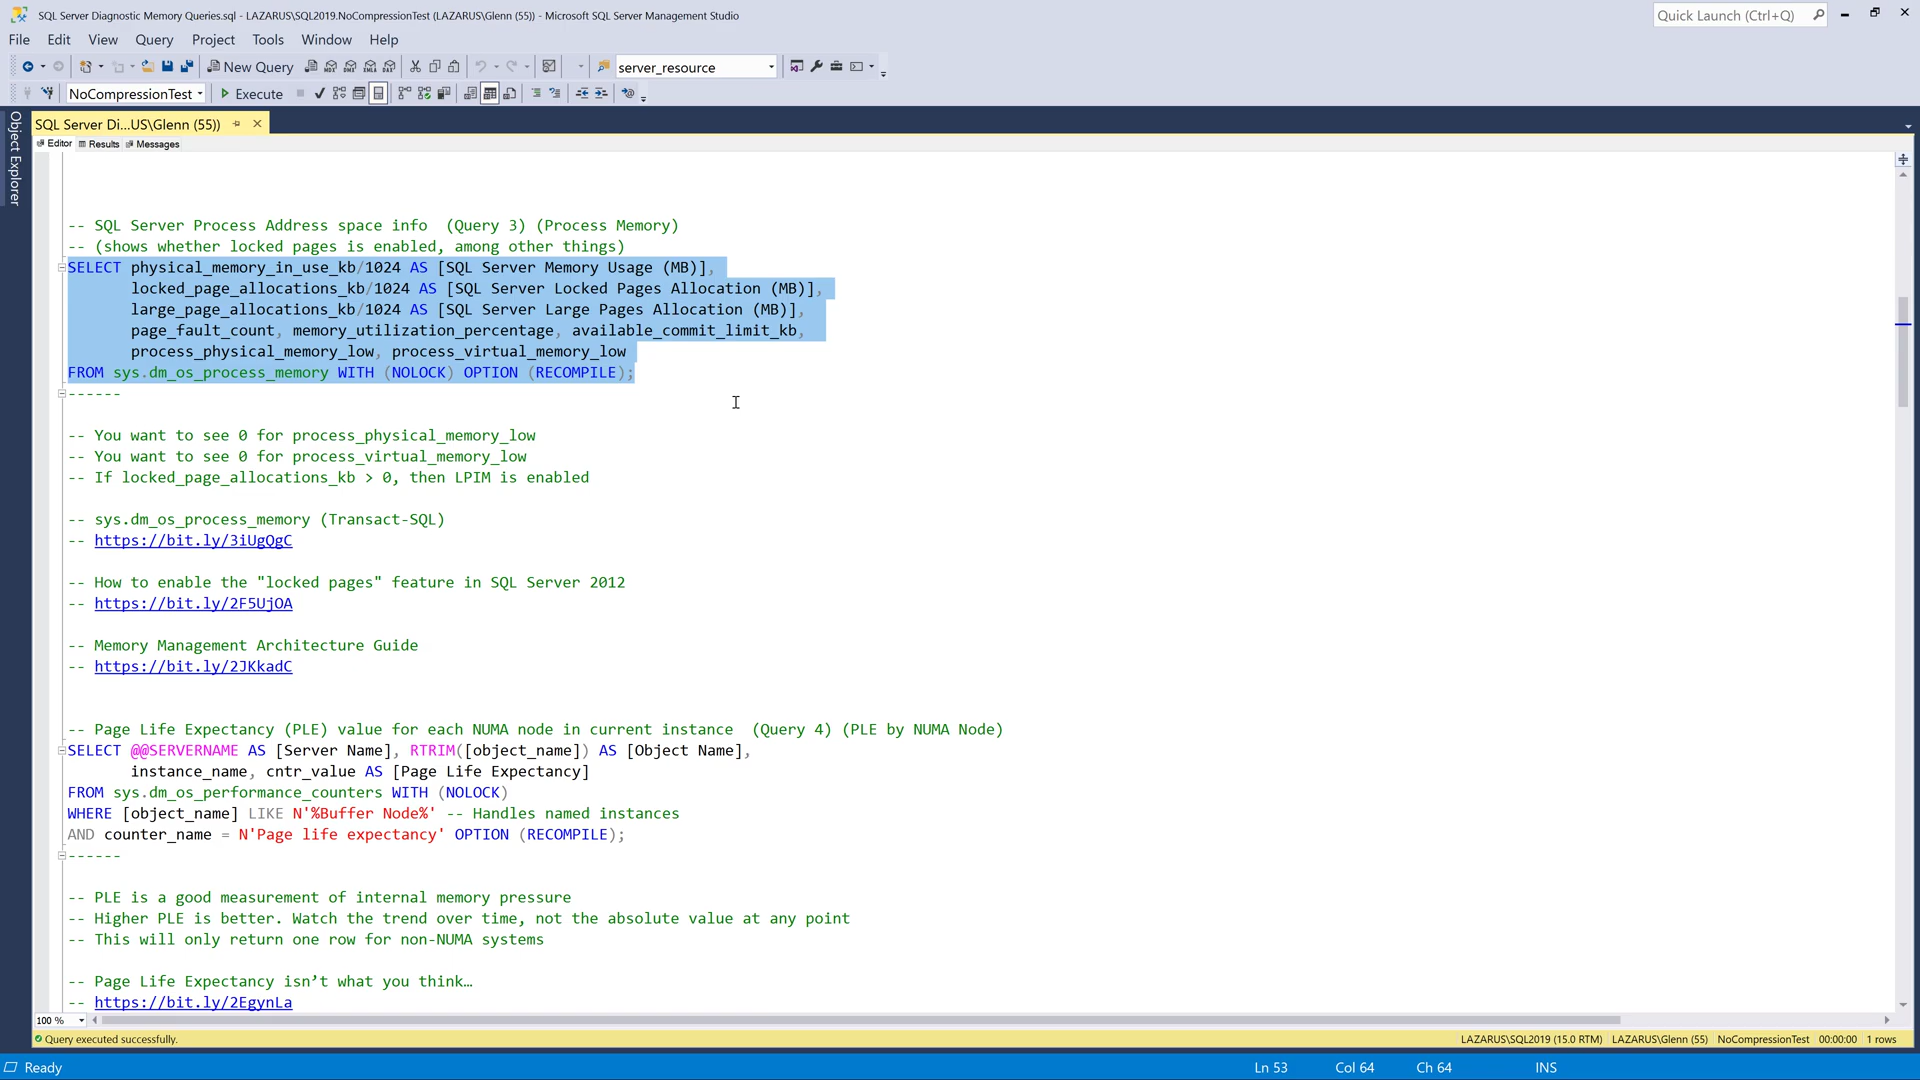 SQL Server Diagnostic Memory Queries.sql - LAZARUS\SQL2019.NoCompressionTest (LAZARUS\Glenn (55)) - Microsoft SQL Server Management Studio
Quick Launch (Ctrl+Q)
File Edit View Query Project Tools Window Help
New Query
server_resource
NoCompressionTest Execute
SQL Server Di...US\Glenn (55))
Object Explorer
Editor Results Messages
-- SQL Server Process Address space info  (Query 3) (Process Memory)
-- (shows whether locked pages is enabled, among other things)
SELECT physical_memory_in_use_kb/1024 AS [SQL Server Memory Usage (MB)],
locked_page_allocations_kb/1024 AS [SQL Server Locked Pages Allocation (MB)],
large_page_allocations_kb/1024 AS [SQL Server Large Pages Allocation (MB)],
page_fault_count, memory_utilization_percentage, available_commit_limit_kb,
process_physical_memory_low, process_virtual_memory_low
FROM sys.dm_os_process_memory WITH (NOLOCK) OPTION (RECOMPILE);
------
-- You want to see 0 for process_physical_memory_low
-- You want to see 0 for process_virtual_memory_low
-- If locked_page_allocations_kb > 0, then LPIM is enabled
-- sys.dm_os_process_memory (Transact-SQL)
-- https://bit.ly/3iUgQgC
-- How to enable the "locked pages" feature in SQL Server 2012
-- https://bit.ly/2F5UjOA
-- Memory Management Architecture Guide
-- https://bit.ly/2JKkadC
-- Page Life Expectancy (PLE) value for each NUMA node in current instance  (Query 4) (PLE by NUMA Node)
SELECT @@SERVERNAME AS [Server Name], RTRIM([object_name]) AS [Object Name],
instance_name, cntr_value AS [Page Life Expectancy]
FROM sys.dm_os_performance_counters WITH (NOLOCK)
WHERE [object_name] LIKE N'%Buffer Node%' -- Handles named instances
AND counter_name = N'Page life expectancy' OPTION (RECOMPILE);
------
-- PLE is a good measurement of internal memory pressure
-- Higher PLE is better. Watch the trend over time, not the absolute value at any point
-- This will only return one row for non-NUMA systems
-- Page Life Expectancy isn’t what you think…
-- https://bit.ly/2EgynLa
100 %
Query executed successfully. LAZARUS\SQL2019 (15.0 RTM) LAZARUS\Glenn (55) NoCompressionTest 00:00:00 1 rows
Ready Ln 53 Col 64 Ch 64 INS